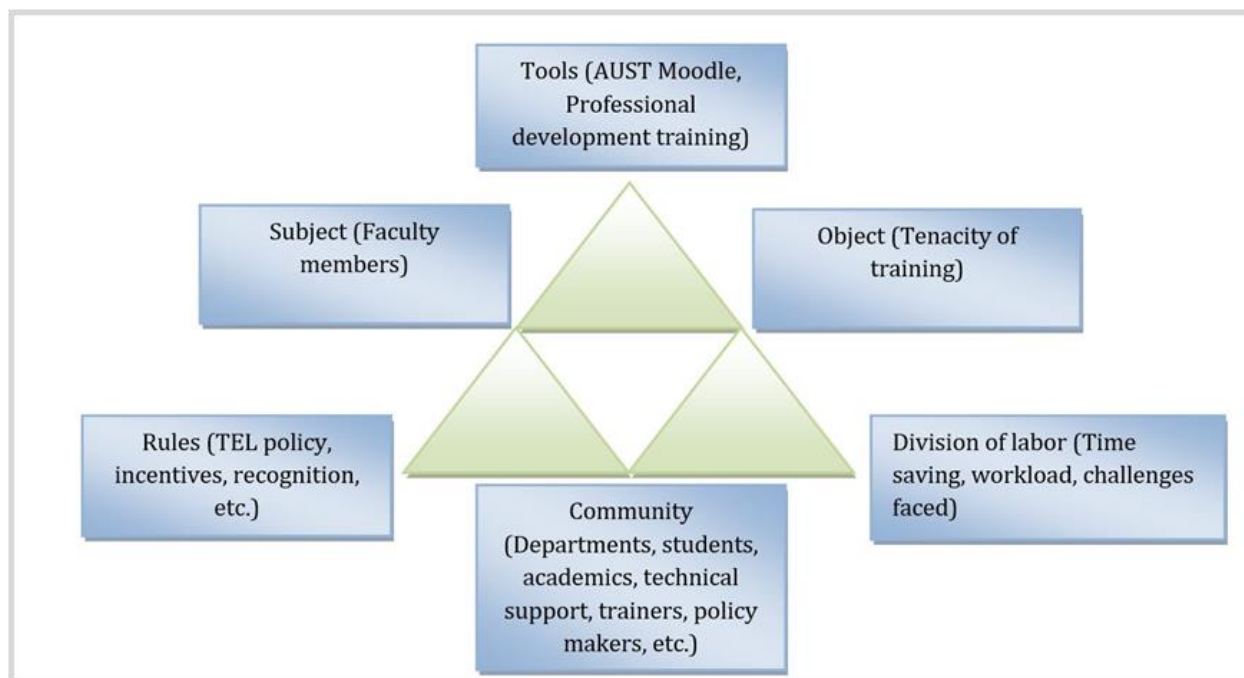 Tools (AUST Moodle,
Professional
development training)
Subject (Faculty
members)
Object (Tenacity of
training)
Rules (TEL policy,
incentives, recognition,
etc.)
Community
(Departments, students,
academics, technical
support, trainers, policy
makers, etc.)
Division of labor (Time
saving, workload, challenges
faced)